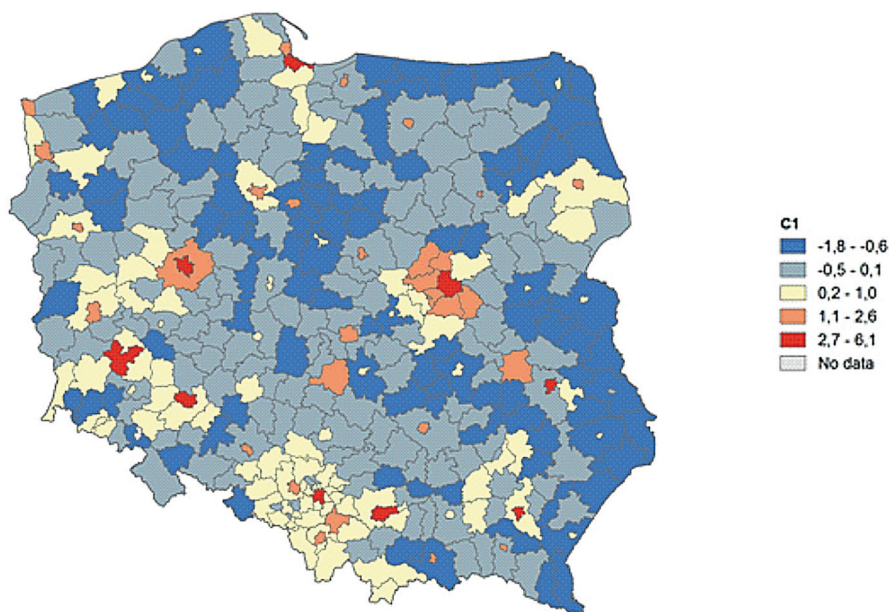 C1
-1,8 - -0,6
-0,5 - 0,1
0,2 - 1,0
1,1 - 2,6
2,7 - 6,1
No data